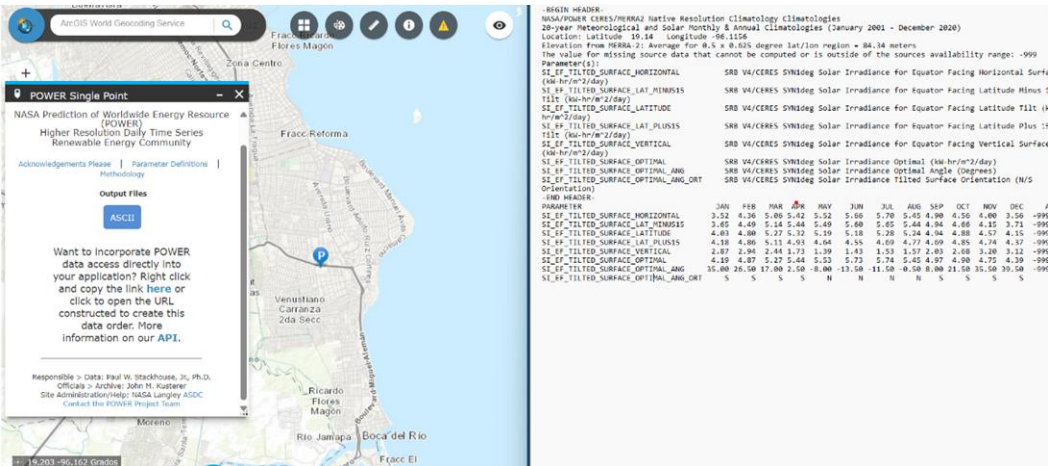 ArcGIS World Geocoding Service
Fracc
Flores Magón
Zona Centro
POWER Single Point
NASA Prediction of Worldwide Energy Resource
(POWER)
Higher Resolution Daily Time Series
Renewable Energy Community
Acknowledgements Please | Parameter Definitions |
Methodology
Output Files
ASCII
Want to incorporate POWER
data access directly into
your application? Right click
and copy the link here or
click to open the URL
constructed to create this
data order. More
information on our API.
Responsible > Data: Paul W. Stackhouse, Jr., Ph.D.
Officials > Archive: John M. Kusterer
Site Administration/Help: NASA Langley ASDC
Contact the POWER Project Team
Fracc Reforma
P
Venustiano
Carranza
2da Secc
Ricardo
Flores
Magón
Moreno
Río Jamapa
Boca del Río
Fracc El
19.203 -96.162 Grados
-BEGIN HEADER-
NASA/POWER CERES/MERRA2 Native Resolution Climatology Climatologies
20-year Meteorological and Solar Monthly & Annual Climatologies (January 2001 - December 2020)
Location: Latitude 19.14 Longitude -96.1156
Elevation from MERRA-2: Average for 0.5 x 0.625 degree lat/lon region = 84.34 meters
The value for missing source data that cannot be computed or is outside of the sources availability range: -999
Parameter(s):
SI_EF_TILTED_SURFACE_HORIZONTAL SRB V4/CERES SYN1deg Solar Irradiance for Equator Facing Horizontal Surfa
(kW-hr/m^2/day)
SI_EF_TILTED_SURFACE_LAT_MINUS15 SRB V4/CERES SYN1deg Solar Irradiance for Equator Facing Latitude Minus 1
Tilt (kW-hr/m^2/day)
SI_EF_TILTED_SURFACE_LATITUDE SRB V4/CERES SYN1deg Solar Irradiance for Equator Facing Latitude Tilt (k
hr/m^2/day)
SI_EF_TILTED_SURFACE_LAT_PLUS15 SRB V4/CERES SYN1deg Solar Irradiance for Equator Facing Latitude Plus 15
Tilt (kW-hr/m^2/day)
SI_EF_TILTED_SURFACE_VERTICAL SRB V4/CERES SYN1deg Solar Irradiance for Equator Facing Vertical Surface
(kW-hr/m^2/day)
SI_EF_TILTED_SURFACE_OPTIMAL SRB V4/CERES SYN1deg Solar Irradiance Optimal (kW-hr/m^2/day)
SI_EF_TILTED_SURFACE_OPTIMAL_ANG SRB V4/CERES SYN1deg Solar Irradiance Optimal Angle (Degrees)
SI_EF_TILTED_SURFACE_OPTIMAL_ANG_ORT SRB V4/CERES SYN1deg Solar Irradiance Tilted Surface Orientation (N/S
Orientation)
-END HEADER-
PARAMETER JAN FEB MAR APR MAY JUN JUL AUG SEP OCT NOV DEC A
SI_EF_TILTED_SURFACE_HORIZONTAL 3.52 4.36 5.06 5.42 5.52 5.66 5.70 5.45 4.90 4.56 4.00 3.56 -999
SI_EF_TILTED_SURFACE_LAT_MINUS15 3.65 4.49 5.14 5.44 5.49 5.60 5.65 5.44 4.94 4.66 4.15 3.71 -999
SI_EF_TILTED_SURFACE_LATITUDE 4.03 4.80 5.27 5.32 5.19 5.18 5.28 5.24 4.94 4.88 4.57 4.15 -999
SI_EF_TILTED_SURFACE_LAT_PLUS15 4.18 4.86 5.11 4.93 4.64 4.55 4.69 4.77 4.69 4.85 4.74 4.37 -999
SI_EF_TILTED_SURFACE_VERTICAL 2.87 2.94 2.44 1.73 1.39 1.43 1.53 1.57 2.03 2.68 3.20 3.12 -999
SI_EF_TILTED_SURFACE_OPTIMAL 4.19 4.87 5.27 5.44 5.53 5.73 5.74 5.45 4.97 4.90 4.75 4.39 -999
SI_EF_TILTED_SURFACE_OPTIMAL_ANG 35.00 26.50 17.00 2.50 -8.00 -13.50 -11.50 -0.50 8.00 21.50 35.50 39.50 -999
SI_EF_TILTED_SURFACE_OPTIMAL_ANG_ORT S S S S N N N N S S S S